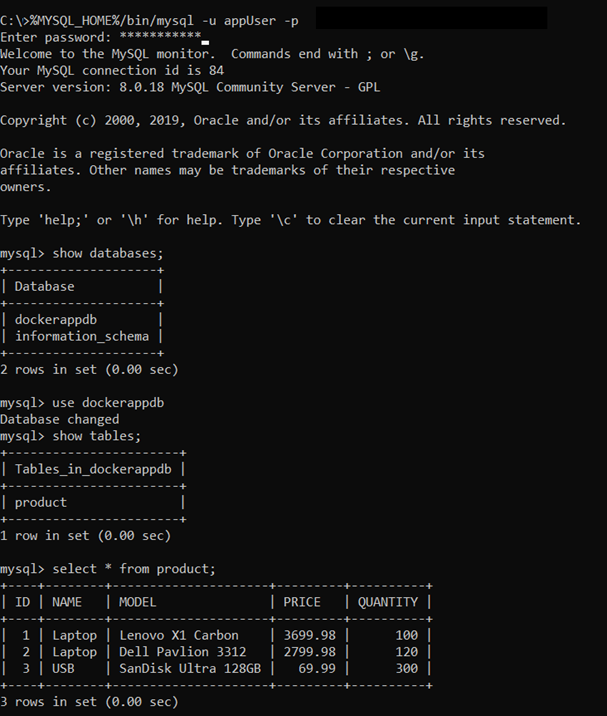 C:\>%MYSQL_HOME%/bin/mysql -u appUser -p
Enter password: ***********
Welcome to the MySQL monitor.  Commands end with ; or \g.
Your MySQL connection id is 84
Server version: 8.0.18 MySQL Community Server - GPL

Copyright (c) 2000, 2019, Oracle and/or its affiliates. All rights reserved.

Oracle is a registered trademark of Oracle Corporation and/or its
affiliates. Other names may be trademarks of their respective
owners.

Type 'help;' or '\h' for help. Type '\c' to clear the current input statement.

mysql> show databases;
+--------------------+
| Database           |
+--------------------+
| dockerappdb        |
| information_schema |
+--------------------+
2 rows in set (0.00 sec)

mysql> use dockerappdb
Database changed
mysql> show tables;
+-----------------------+
| Tables_in_dockerappdb |
+-----------------------+
| product               |
+-----------------------+
1 row in set (0.00 sec)

mysql> select * from product;
+----+--------+---------------------+---------+----------+
| ID | NAME   | MODEL               | PRICE   | QUANTITY |
+----+--------+---------------------+---------+----------+
|  1 | Laptop | Lenovo X1 Carbon    | 3699.98 |      100 |
|  2 | Laptop | Dell Pavlion 3312   | 2799.98 |      120 |
|  3 | USB    | SanDisk Ultra 128GB |   69.99 |      300 |
+----+--------+---------------------+---------+----------+
3 rows in set (0.00 sec)